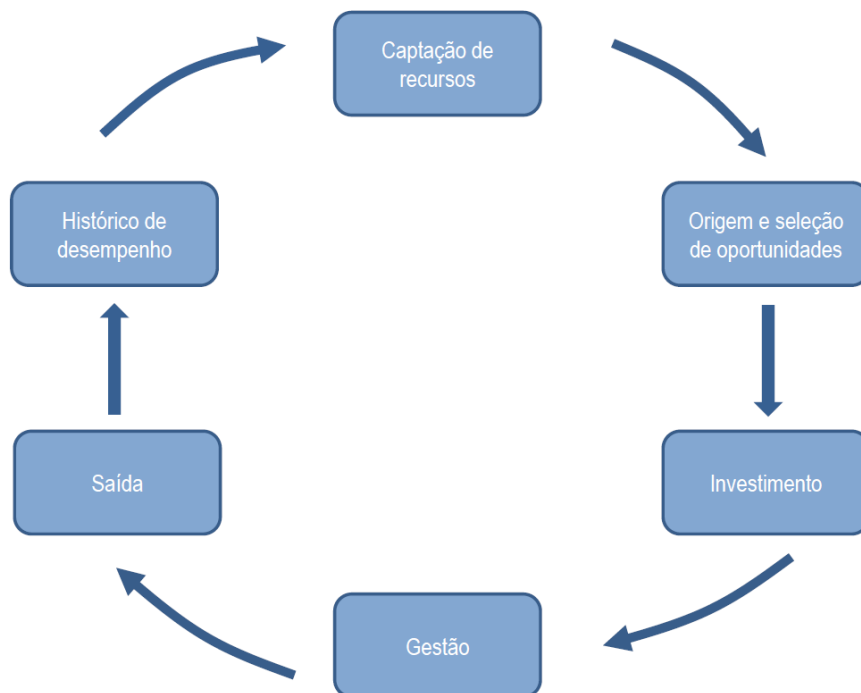 Captação de
recursos
Origem e seleção
de oportunidades
Investimento
Gestão
Saída
Histórico de
desempenho